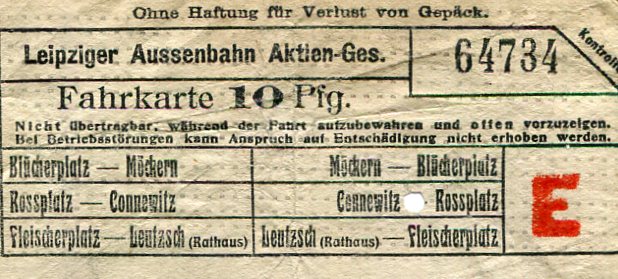 Ohne Haftung für Verlust von Gepäck.
Leipziger Aussenbahn Aktien-Ges.
64734
Kontrolle
Fahrkarte 10 Pfg.
Nicht übertragbar, während der Fahrt aufzubewahren und offen vorzuzeigen.
Bei Betriebsstörungen kann Anspruch auf Entschädigung nicht erhoben werden.
Blücherplatz — Möckern
Möckern — Blücherplatz
Rossplatz — Connewitz
Connewitz Rossplatz
Fleischerplatz — Leutzsch (Rathaus)
Leutzsch (Rathaus) — Fleischerplatz
E